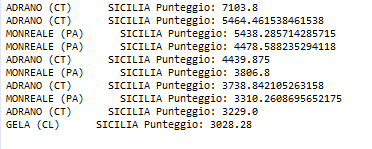 ADRANO (CT) SICILIA Punteggio: 7103.8
ADRANO (CT) SICILIA Punteggio: 5464.461538461538
MONREALE (PA) SICILIA Punteggio: 5438.285714285715
MONREALE (PA) SICILIA Punteggio: 4478.588235294118
ADRANO (CT) SICILIA Punteggio: 4439.875
MONREALE (PA) SICILIA Punteggio: 3806.8
ADRANO (CT) SICILIA Punteggio: 3738.842105263158
MONREALE (PA) SICILIA Punteggio: 3310.2608695652175
ADRANO (CT) SICILIA Punteggio: 3229.0
GELA (CL) SICILIA Punteggio: 3028.28